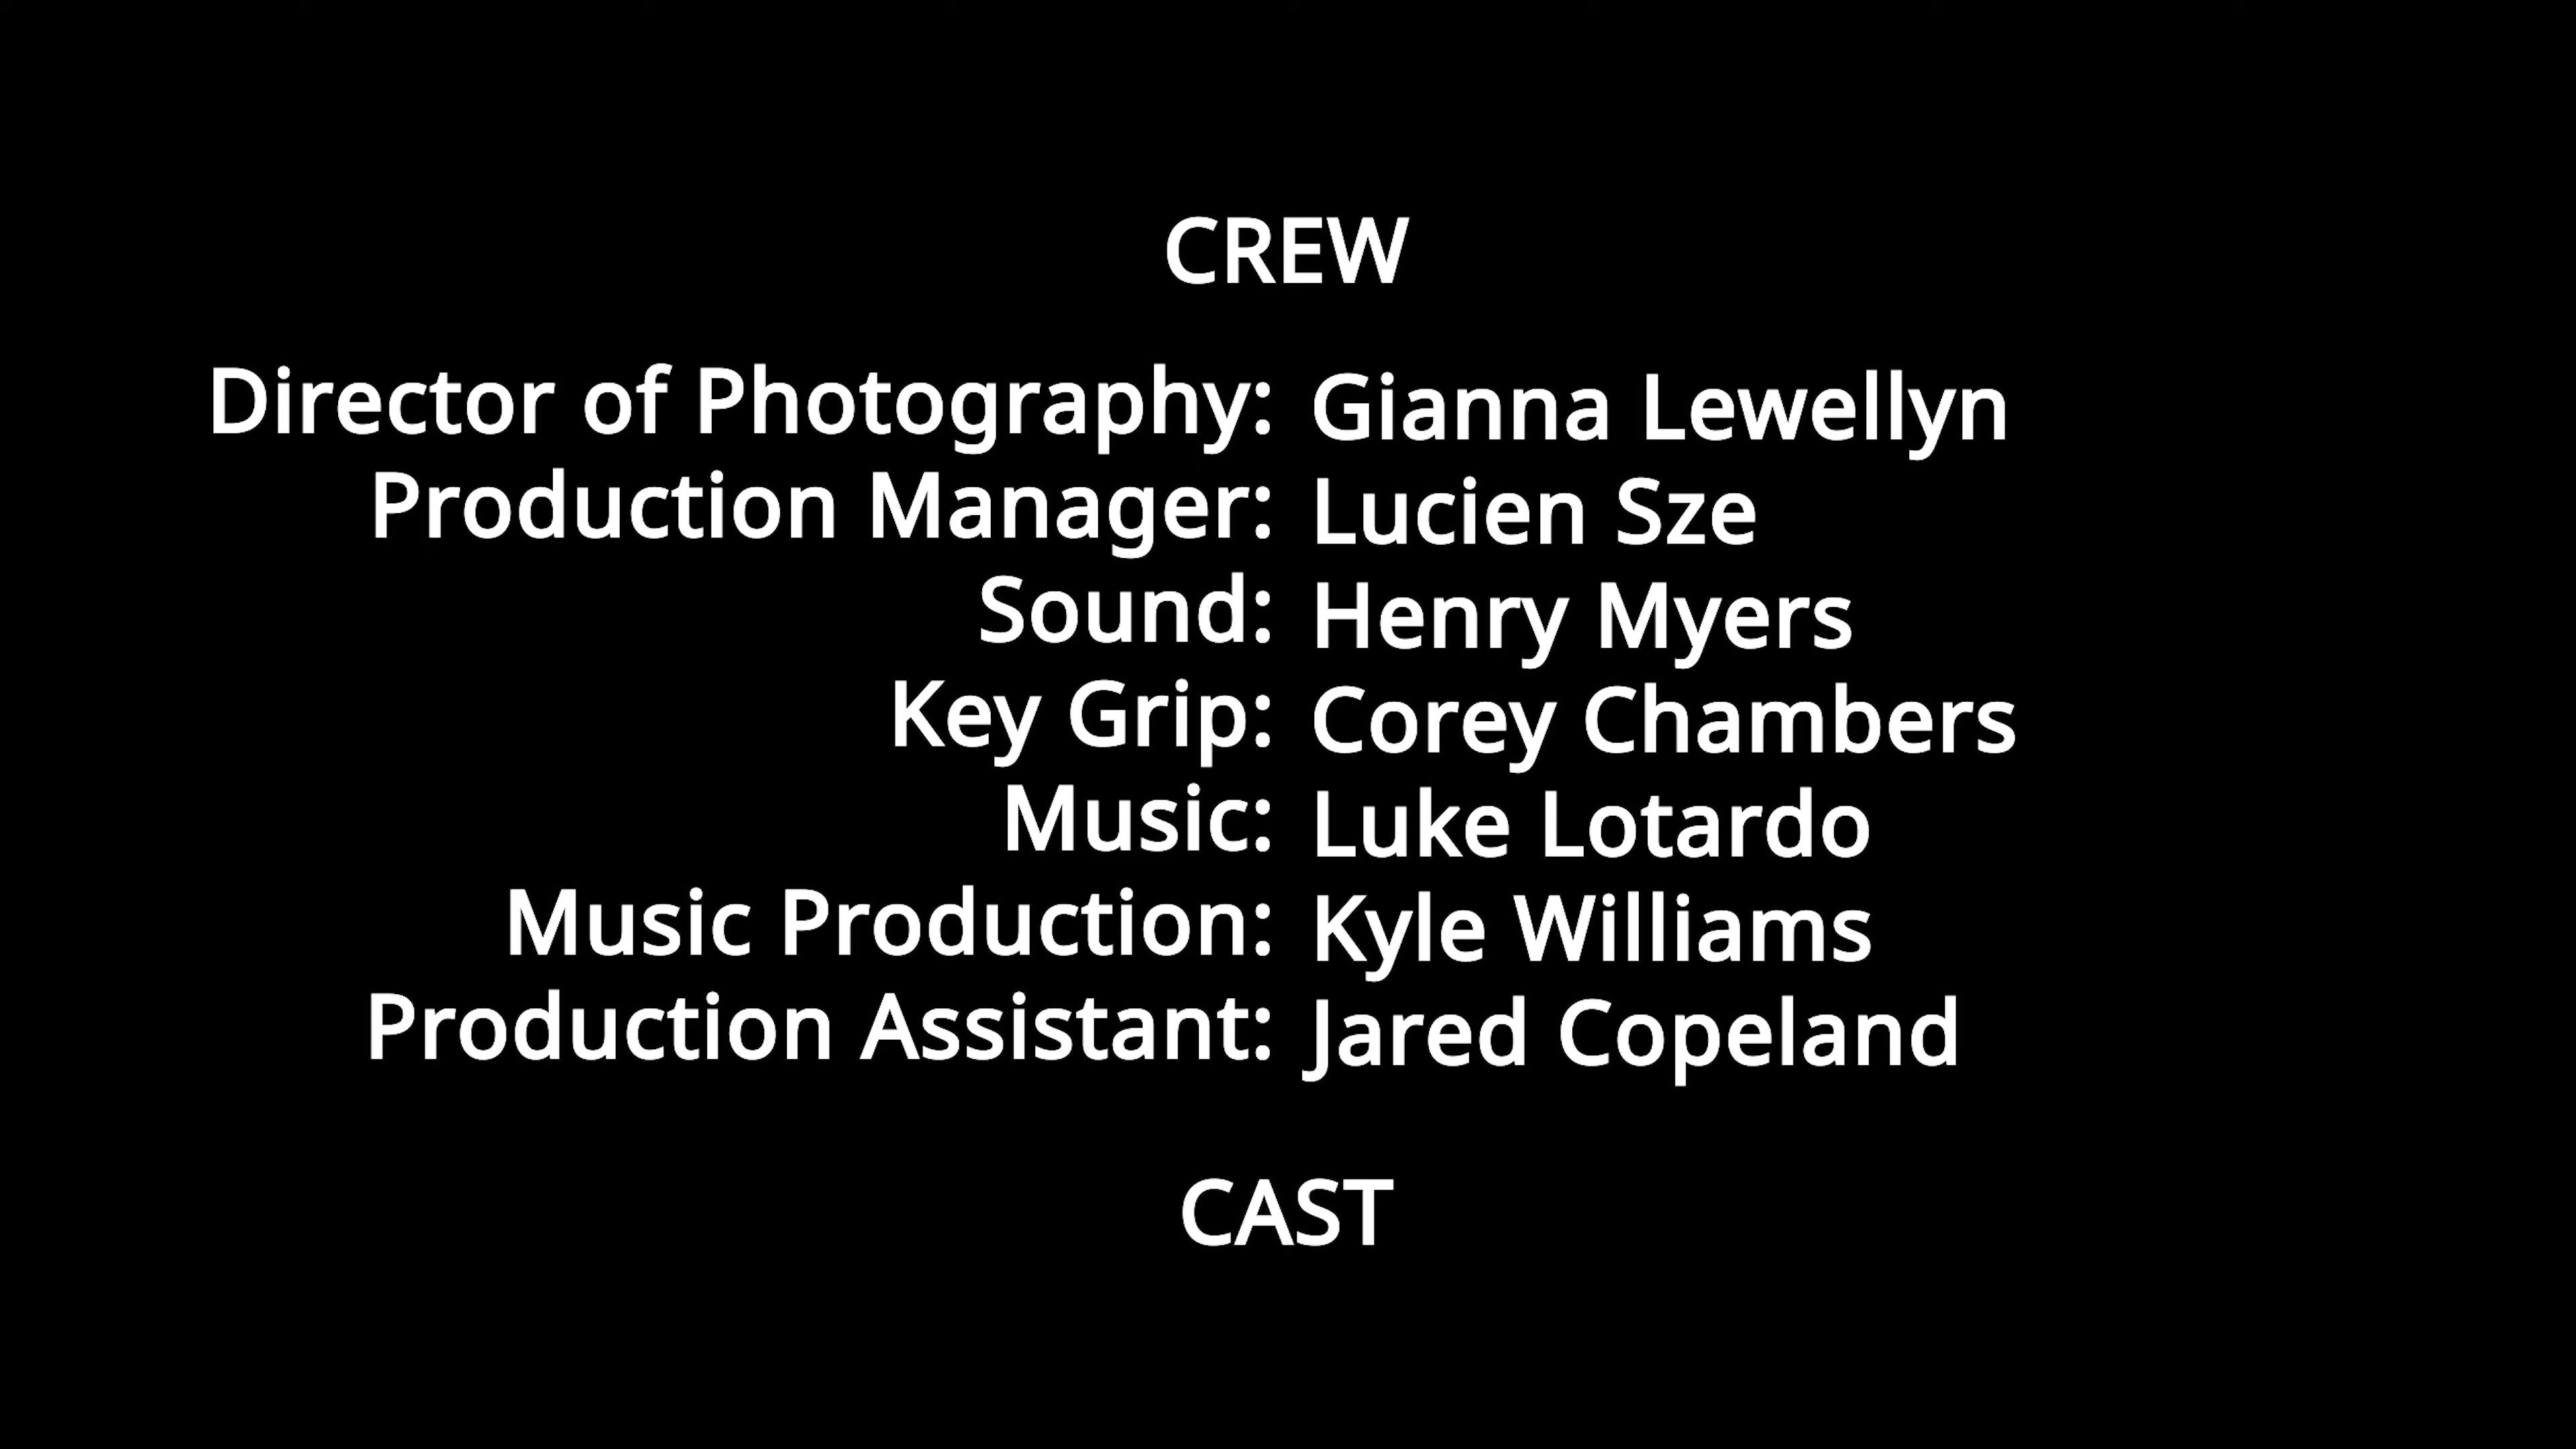 CREW
Director of Photography: Gianna Lewellyn
Production Manager: Lucien Sze
Sound: Henry Myers
Key Grip: Corey Chambers
Music: Luke Lotardo
Music Production: Kyle Williams
Production Assistant: Jared Copeland
CAST